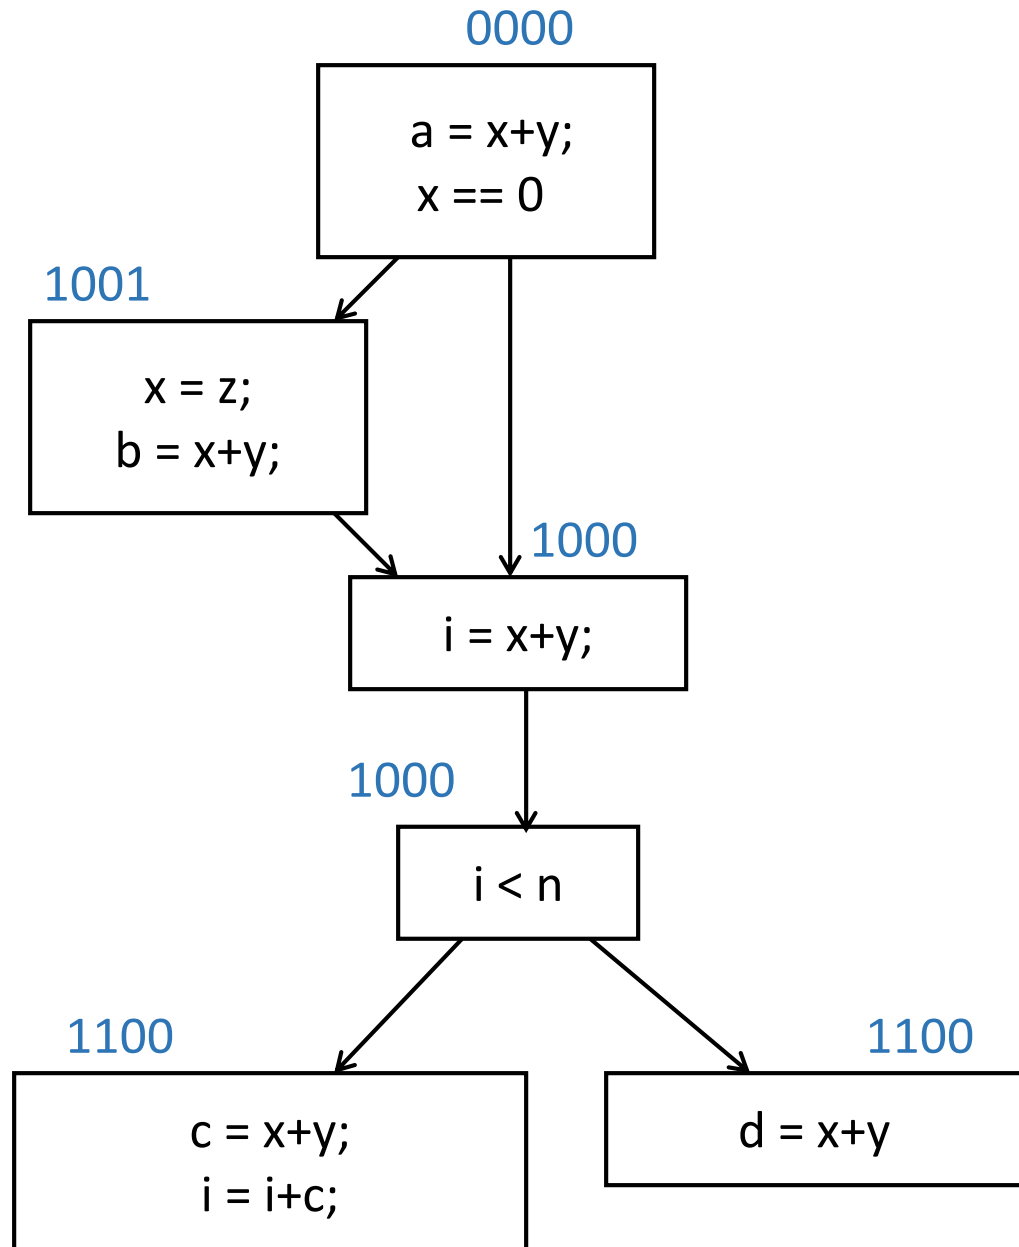 0000
a = x+y;
x == 0
1001
x = z;
b = x+y;
1000
i = x+y;
1000
i < n
1100
c = x+y;
i = i+c;
1100
d = x+y